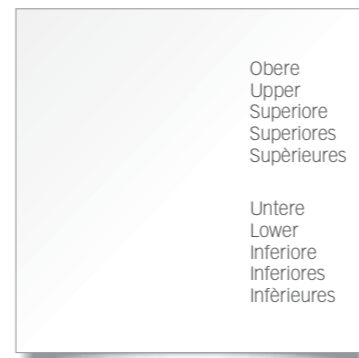 Obere
Upper
Superiore
Superiores
Supèrieures
Untere
Lower
Inferiore
Inferiores
Infèrieures